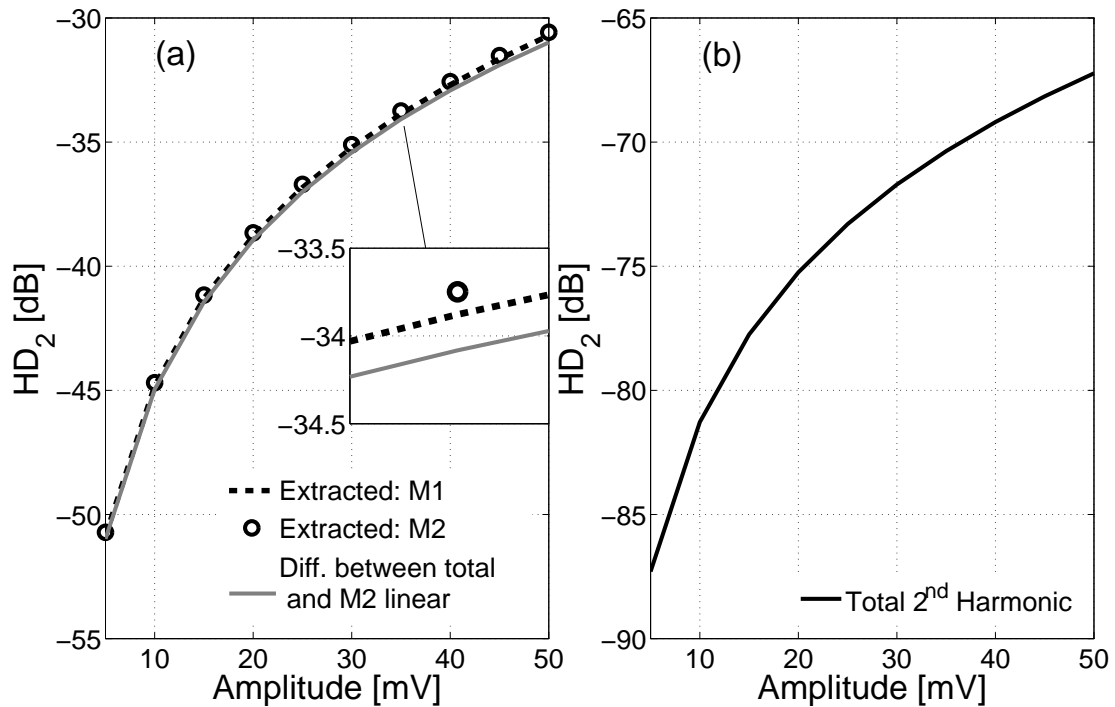 (a)
HD2 [dB]
−30
−35
−40
−45
−50
−55
10
20
30
40
50
Amplitude [mV]
−33.5
−34
−34.5
Extracted: M1
Extracted: M2
Diff. between total
and M2 linear
(b)
HD2 [dB]
−65
−70
−75
−80
−85
−90
10
20
30
40
50
Amplitude [mV]
Total 2nd Harmonic